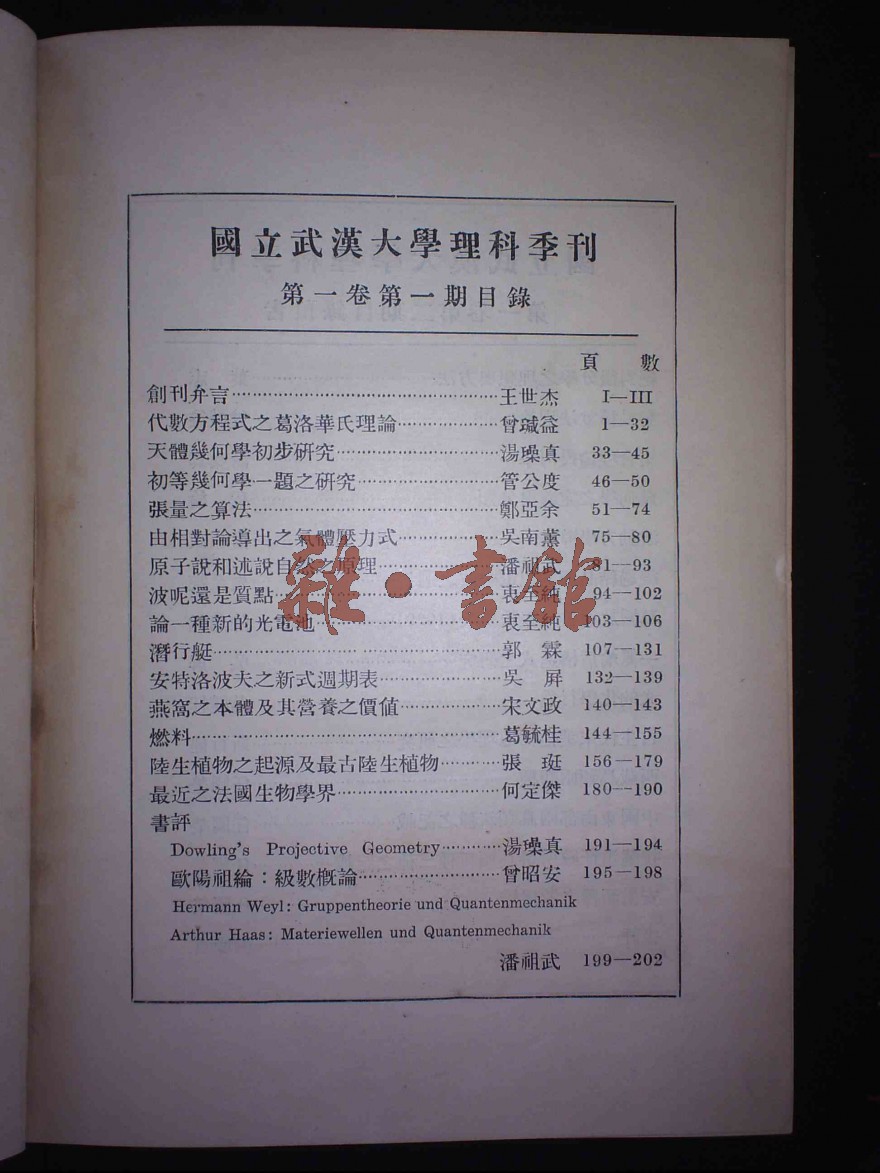 國立武漢大學理科季刊
第一卷第一期目錄
頁數
創刊弁言……王世杰 I—III
代數方程式之葛洛華氏理論……曾瑊益 1—32
天體幾何學初步研究……湯璪真 33—45
初等幾何學一題之研究……管公度 46—50
張量之算法……鄭亞余 51—74
由相對論導出之氣體壓力式……吳南薰 75—80
原子說和述說自然之原理……潘祖武 81—93
波呢還是質點……衷至純 94—102
論一種新的光電池……衷至純 103—106
潛行艇……郭霖 107—131
安特洛波夫之新式週期表……吳屏 132—139
燕窩之本體及其營養之價值……宋文政 140—143
燃料……葛毓桂 144—155
陸生植物之起源及最古陸生植物……張珽 156—179
最近之法國生物學界……何定傑 180--190
書評
Dowling's Projective Geometry……湯璪真 191—194
歐陽祖綸：級數概論……曾昭安 195—198
Hermann Weyl: Gruppentheorie und Quantenmechanik
Arthur Haas: Materiewellen und Quantenmechanik
潘祖武 199—202
雜·書館